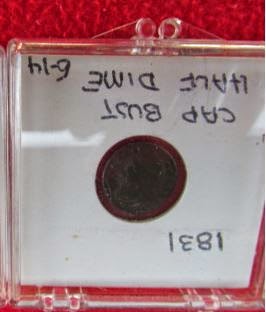 1831
CAP BUST
HALF DIME
6-14